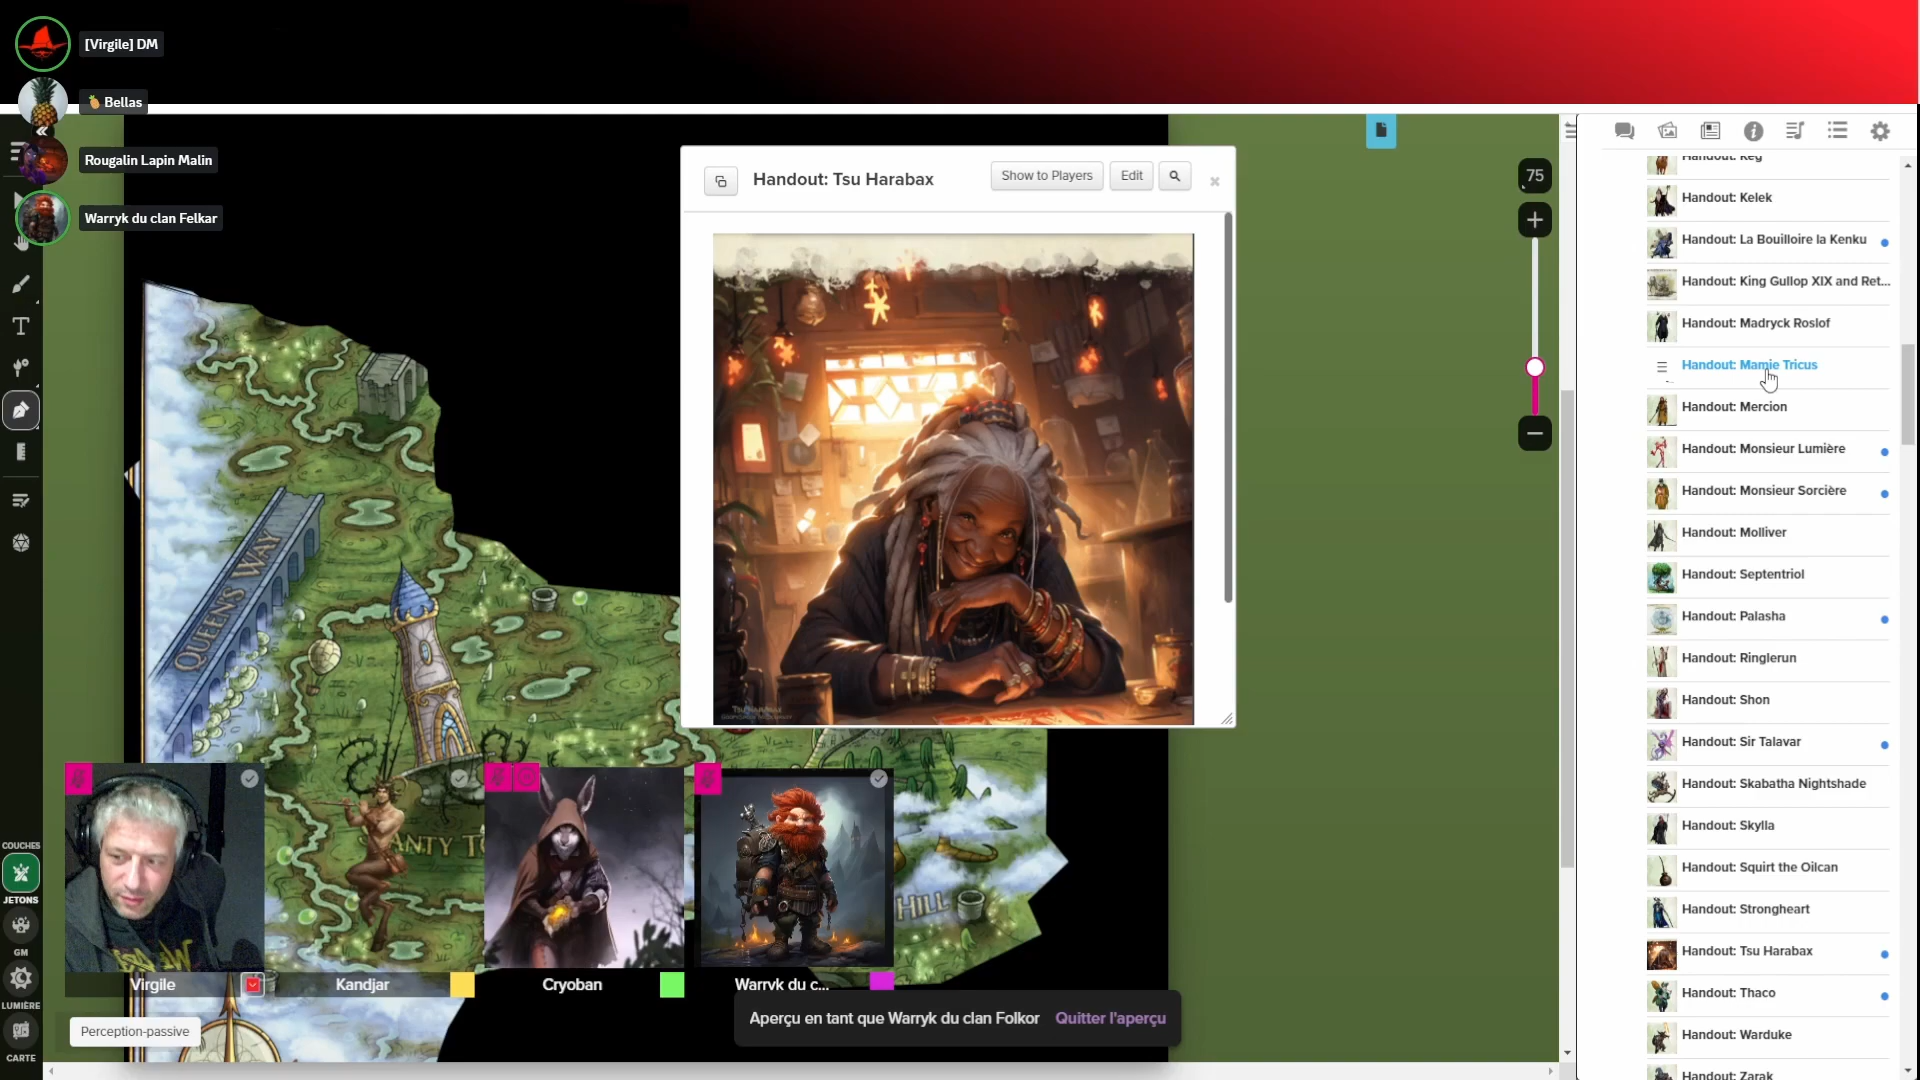 [Virgile] DM
Bellas
Rougalin Lapin Malin
Warryk du clan Felkar
Handout: Tsu Harabax
Show to Players
Edit
75
Handout: Keg
Handout: Kelek
Handout: La Bouilloire la Kenku
Handout: King Gullop XIX and Ret...
Handout: Madryck Roslof
Handout: Mamie Tricus
Handout: Mercion
Handout: Monsieur Lumière
Handout: Monsieur Sorcière
Handout: Molliver
Handout: Septentriol
Handout: Palasha
Handout: Ringlerun
Handout: Shon
Handout: Sir Talavar
Handout: Skabatha Nightshade
Handout: Skylla
Handout: Squirt the Oilcan
Handout: Strongheart
Handout: Tsu Harabax
Handout: Thaco
Handout: Warduke
Handout: Zarak
QUEEN'S WAY
HILL
COUCHES
JETONS
GM
LUMIÈRE
CARTE
Virgile
Kandjar
Cryoban
Warryk du c...
Perception-passive
Aperçu en tant que Warryk du clan Folkor
Quitter l'aperçu